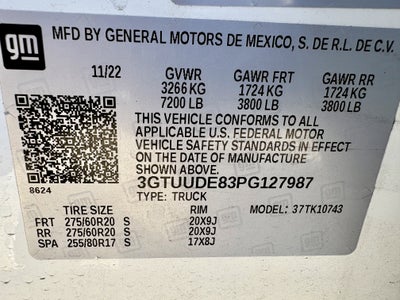 gm
MFD BY GENERAL MOTORS DE MEXICO, S. DE R.L. DE C.V.
11/22 GVWR GAWR FRT GAWR RR
3266 KG 1724 KG 1724 KG
7200 LB 3800 LB 3800 LB
THIS VEHICLE CONFORMS TO ALL
APPLICABLE U.S. FEDERAL MOTOR
VEHICLE SAFETY STANDARDS IN EFFECT
ON THE DATE OF MANUFACTURE SHOWN
ABOVE.
8624
3GTUUDE83PG127987
TYPE: TRUCK
TIRE SIZE RIM MODEL: 37TK10743
FRT 275/60R20 S 20X9J
RR 275/60R20 S 20X9J
SPA 255/80R17 S 17X8J